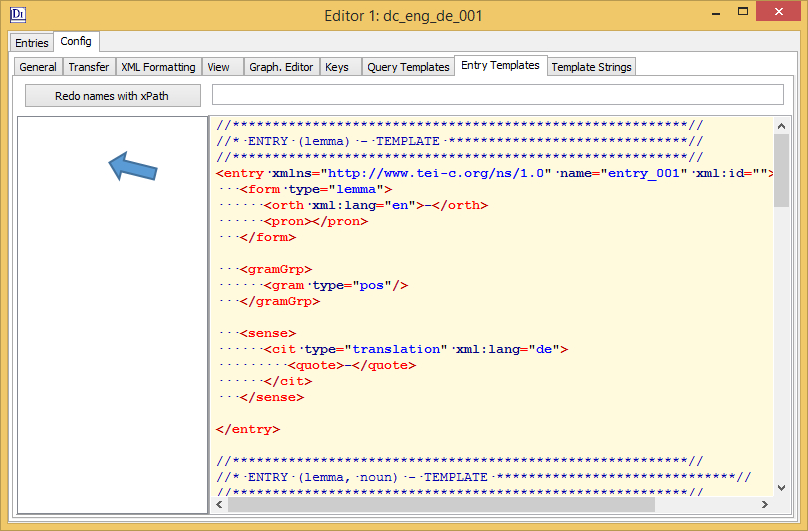 Editor 1: dc_eng_de_001
Entries Config
General Transfer XML Formatting View Graph. Editor Keys Query Templates Entry Templates Template Strings
Redo names with xPath
//*********************************************************//
//*·ENTRY·(lemma)·-·TEMPLATE·******************************//
//*********************************************************//
<entry·xmlns="http://www.tei-c.org/ns/1.0"·name="entry_001"·xml:id="">
···<form·type="lemma">
······<orth·xml:lang="en">-</orth>
······<pron></pron>
···</form>
···<gramGrp>
······<gram·type="pos"/>
···</gramGrp>
···<sense>
······<cit·type="translation"·xml:lang="de">
·········<quote>-</quote>
······</cit>
···</sense>
</entry>
//*********************************************************//
//*·ENTRY·(lemma,·noun)·-·TEMPLATE·******************************//
//*********************************************************//